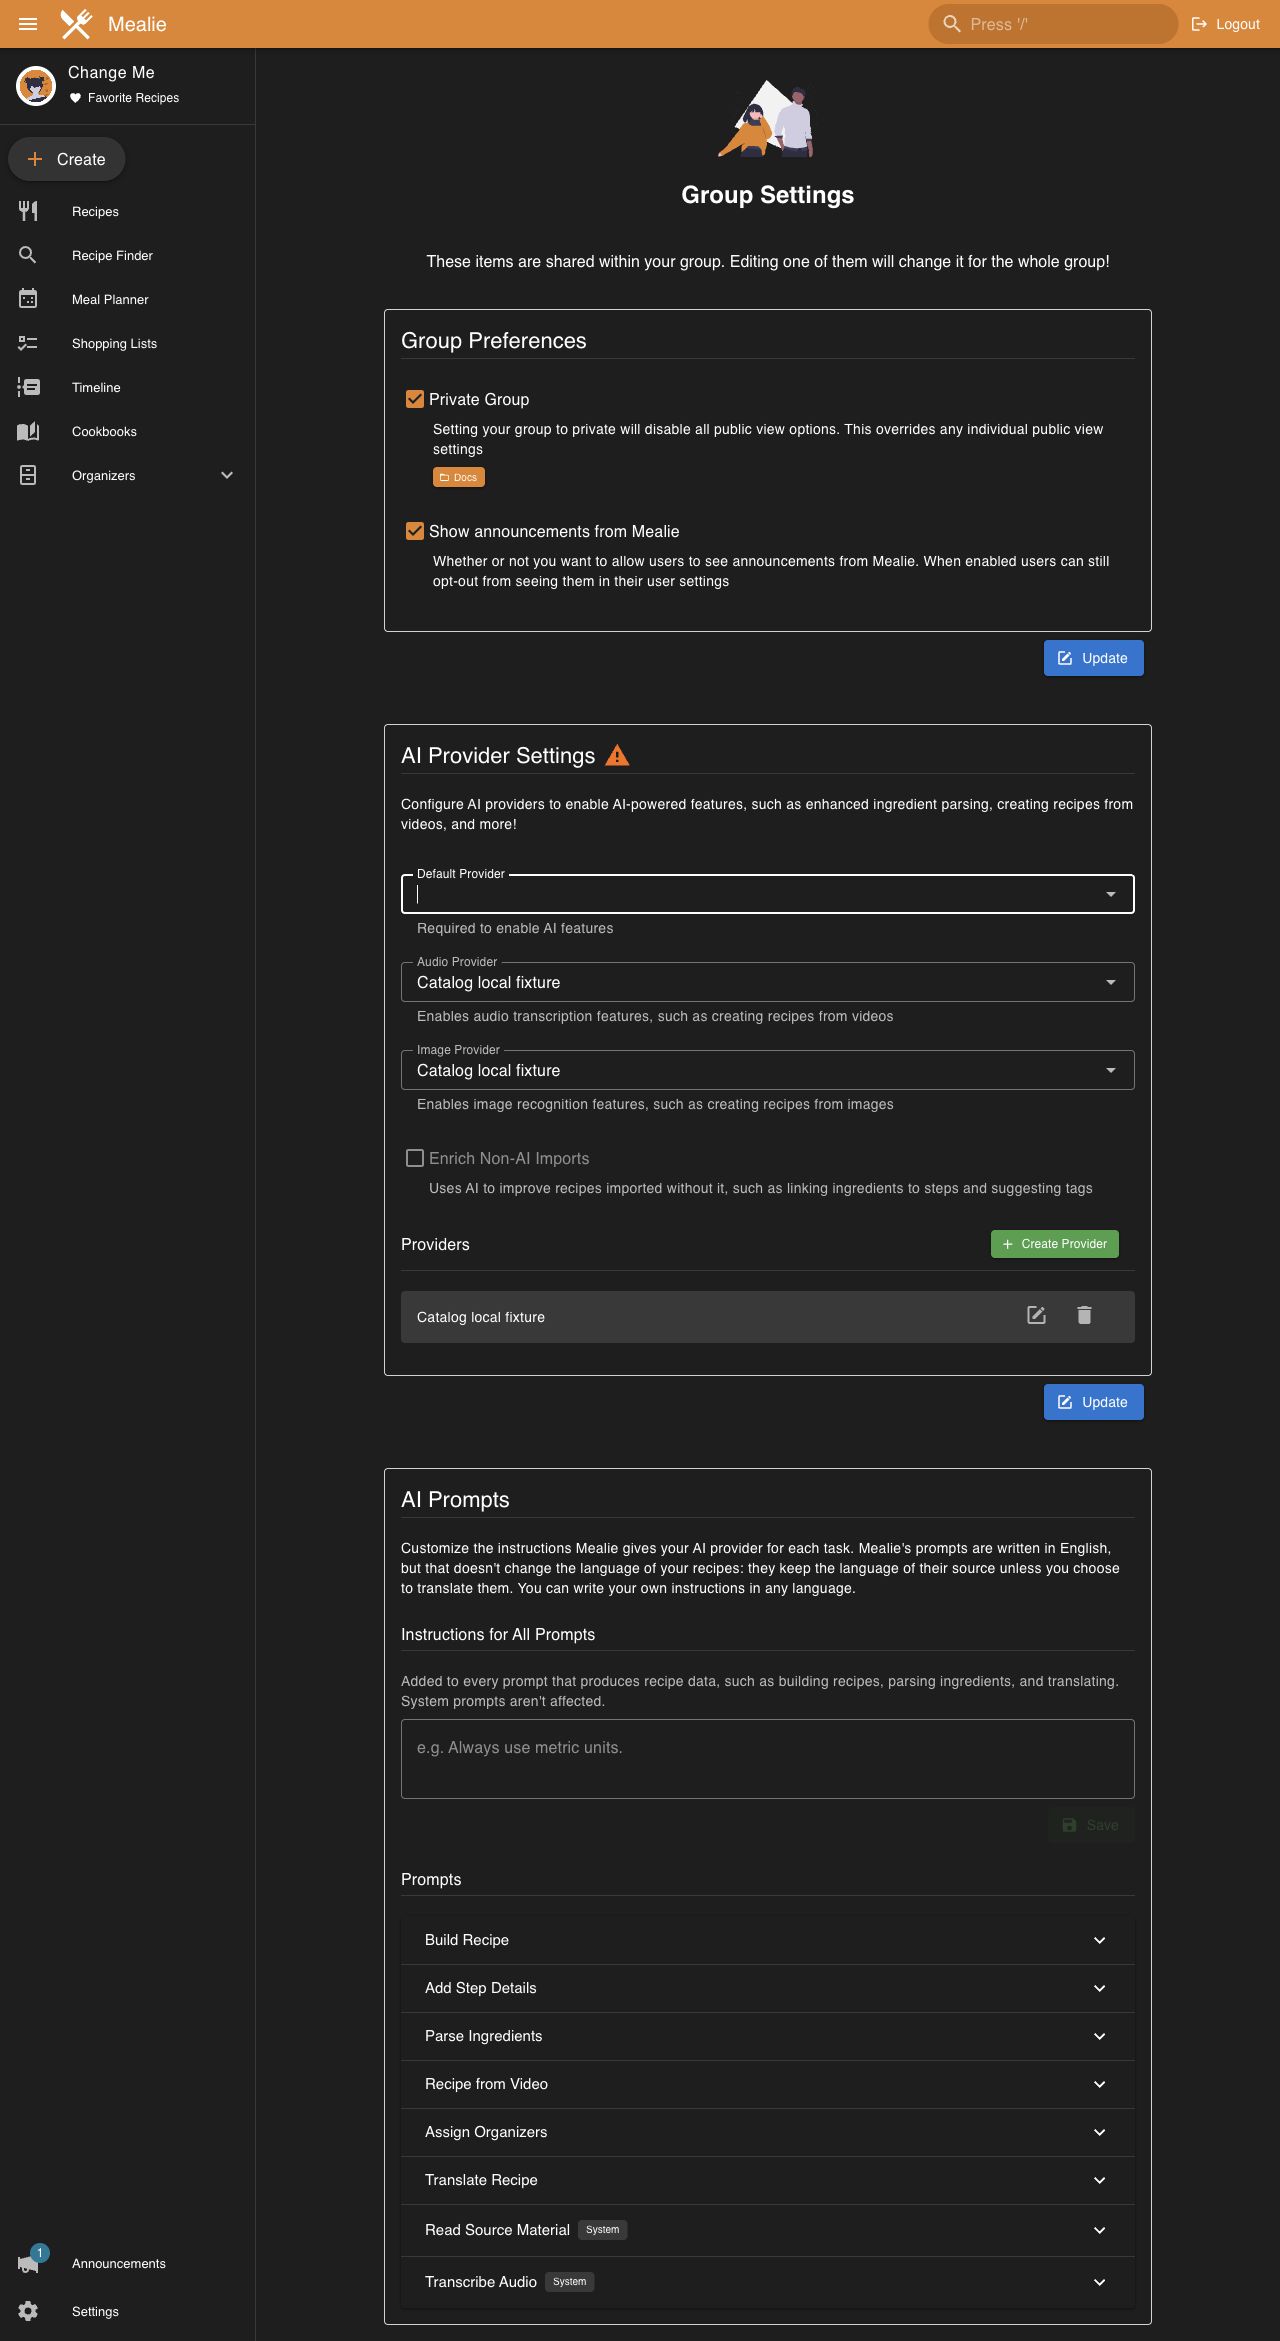 Mealie
Press '/'
Logout
Change Me
Favorite Recipes
Create
Recipes
Recipe Finder
Meal Planner
Shopping Lists
Timeline
Cookbooks
Organizers
1
Announcements
Settings
Group Settings
These items are shared within your group. Editing one of them will change it for the whole group!
Group Preferences
Private Group
Setting your group to private will disable all public view options. This overrides any individual public view
settings
Docs
Show announcements from Mealie
Whether or not you want to allow users to see announcements from Mealie. When enabled users can still
opt-out from seeing them in their user settings
Update
AI Provider Settings
Configure AI providers to enable AI-powered features, such as enhanced ingredient parsing, creating recipes from
videos, and more!
Default Provider
Required to enable AI features
Audio Provider
Catalog local fixture
Enables audio transcription features, such as creating recipes from videos
Image Provider
Catalog local fixture
Enables image recognition features, such as creating recipes from images
Enrich Non-AI Imports
Uses AI to improve recipes imported without it, such as linking ingredients to steps and suggesting tags
Providers
Create Provider
Catalog local fixture
Update
AI Prompts
Customize the instructions Mealie gives your AI provider for each task. Mealie's prompts are written in English,
but that doesn't change the language of your recipes: they keep the language of their source unless you choose
to translate them. You can write your own instructions in any language.
Instructions for All Prompts
Added to every prompt that produces recipe data, such as building recipes, parsing ingredients, and translating.
System prompts aren't affected.
e.g. Always use metric units.
Save
Prompts
Build Recipe
Add Step Details
Parse Ingredients
Recipe from Video
Assign Organizers
Translate Recipe
Read Source Material System
Transcribe Audio System